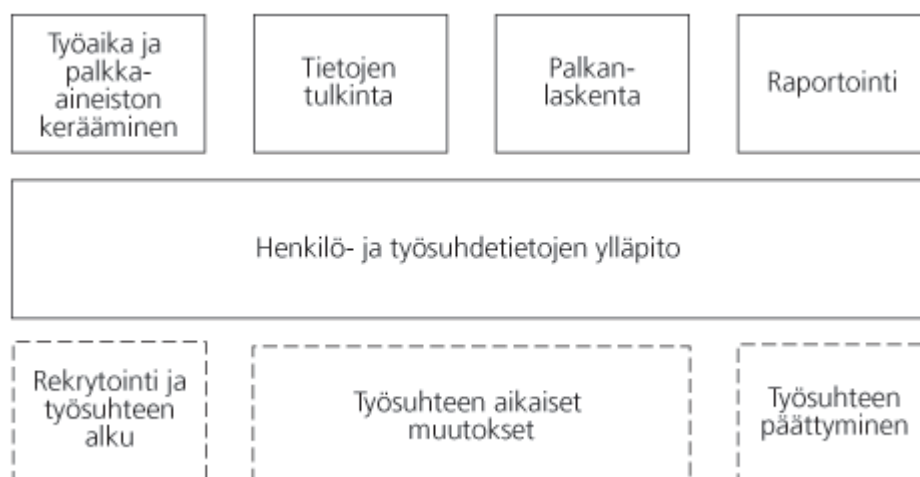 Työaika ja
palkka-
aineiston
kerääminen
Tietojen
tulkinta
Palkan-
laskenta
Raportointi
Henkilö- ja työsuhdetietojen ylläpito
Rekrytointi ja
työsuhteen
alku
Työsuhteen aikaiset
muutokset
Työsuhteen
päättyminen